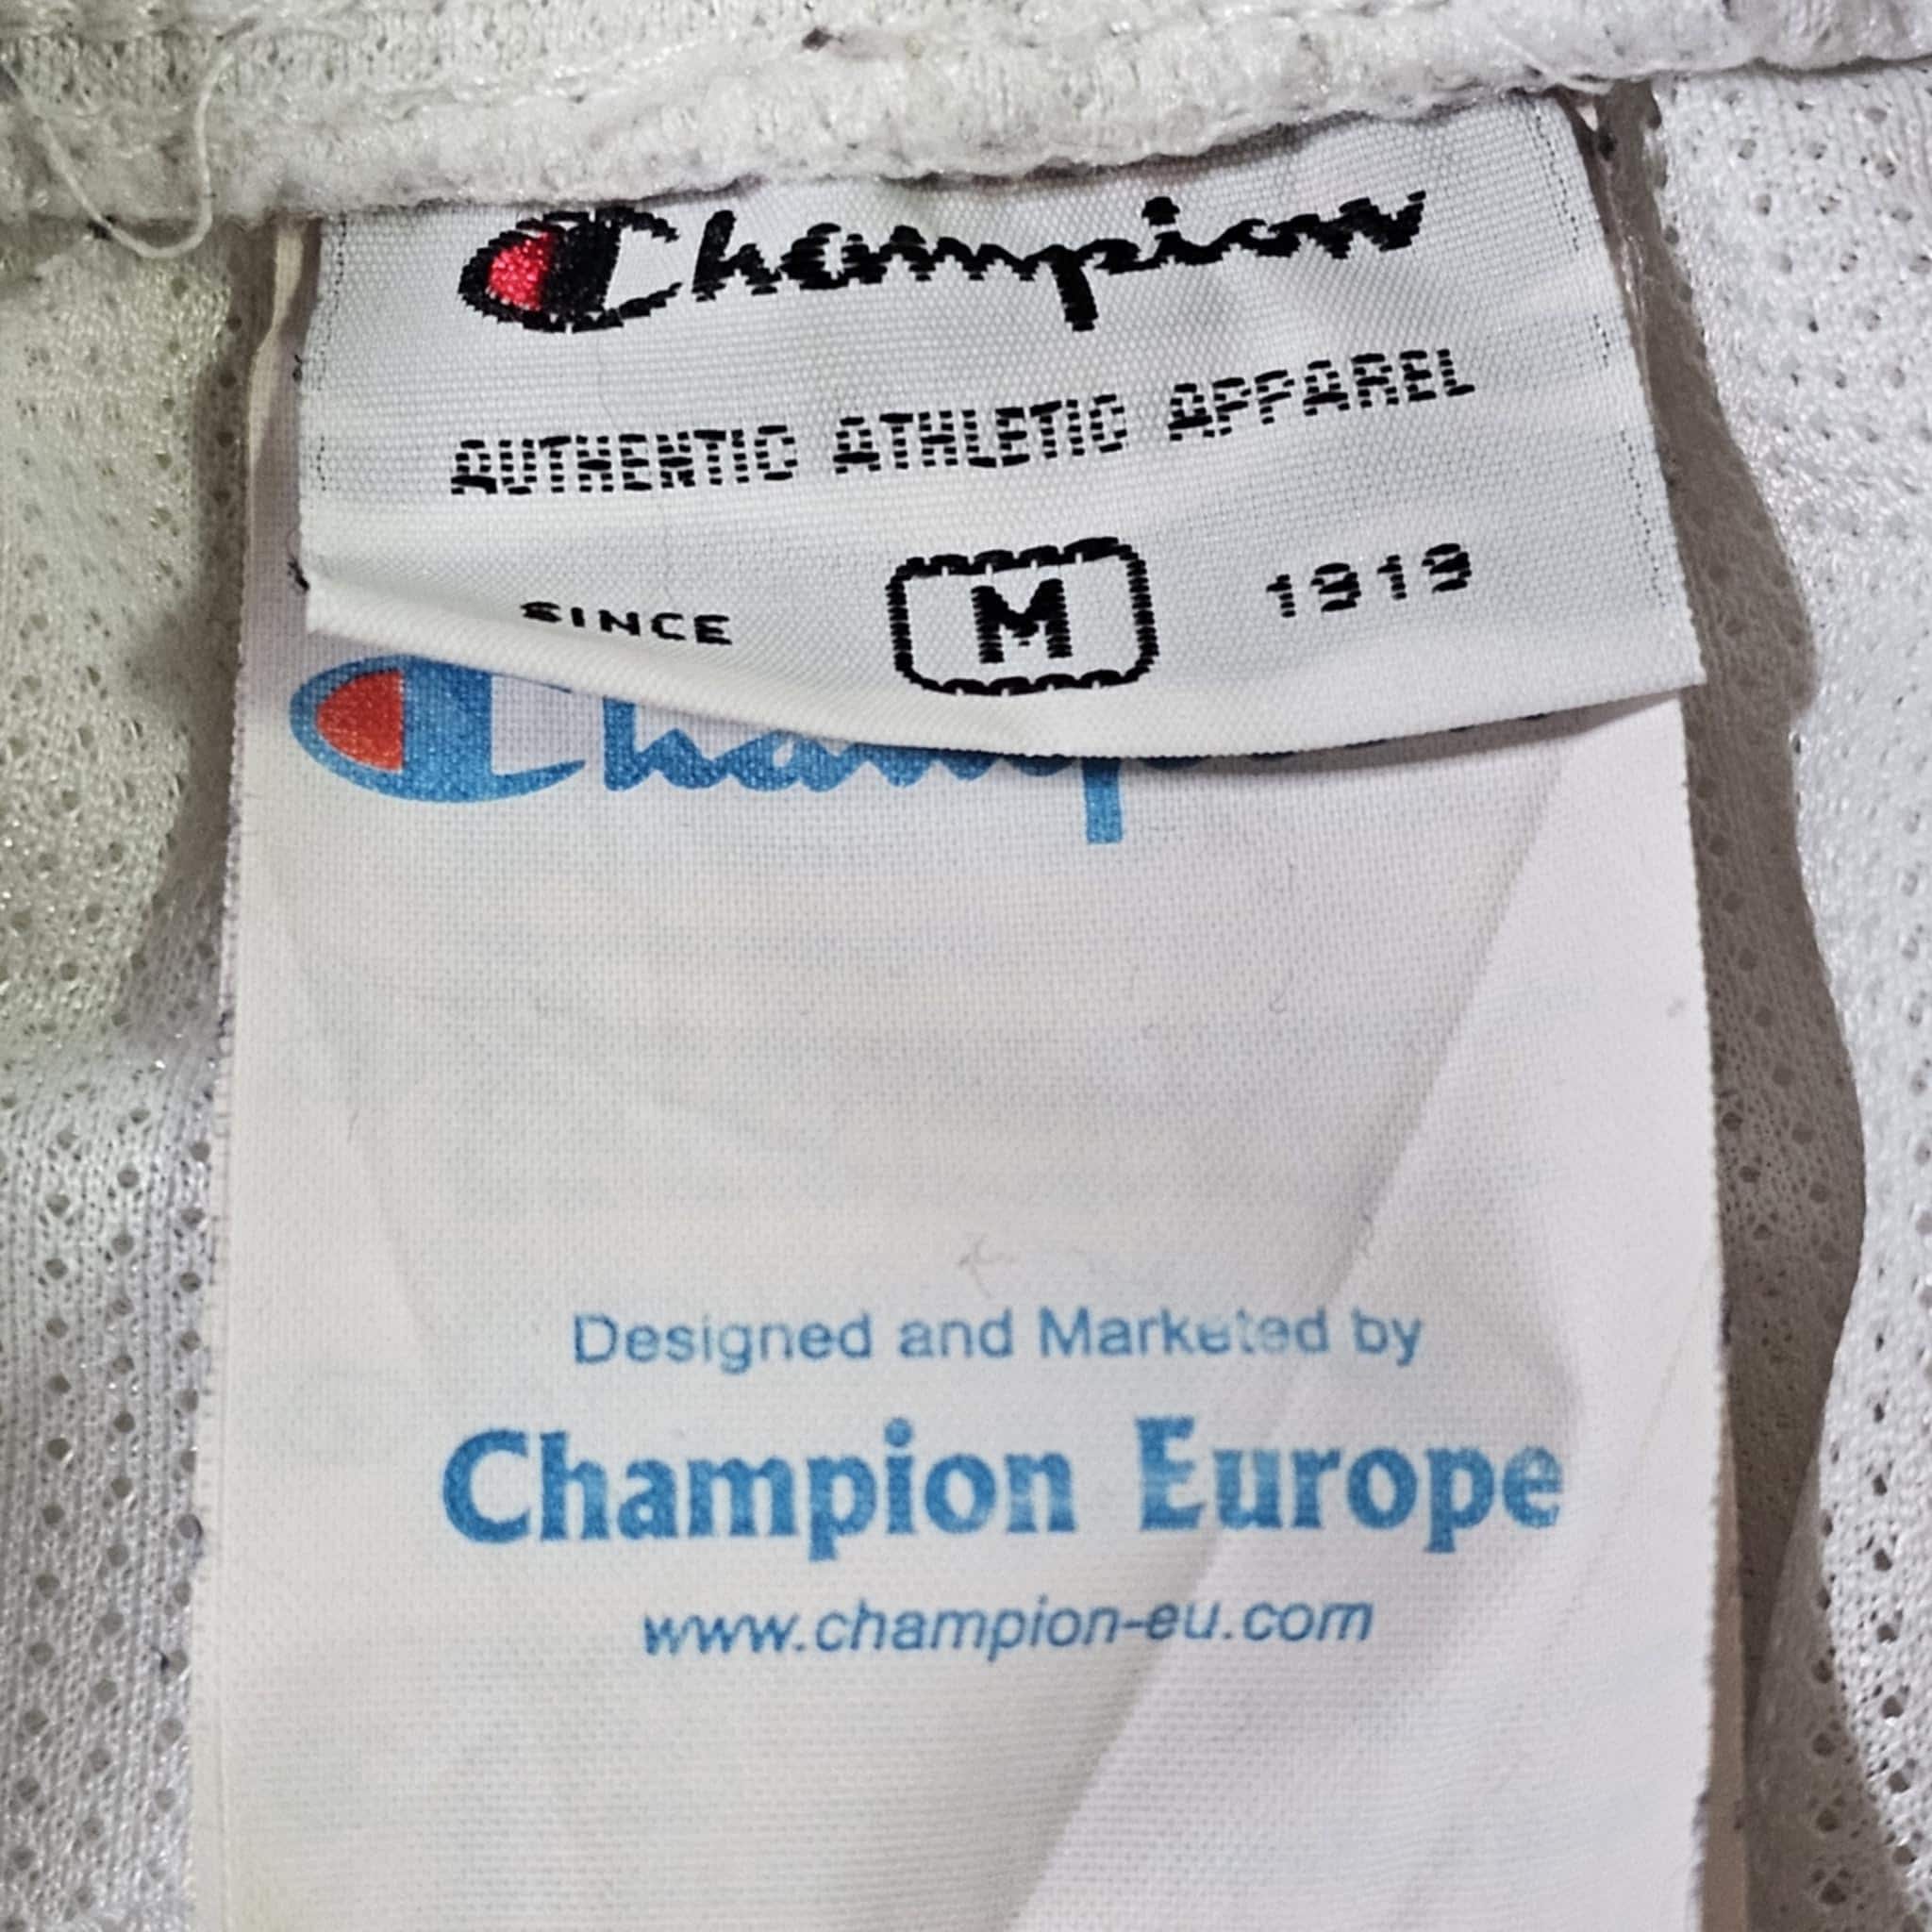 Champion
AUTHENTIC ATHLETIC APPAREL
SINCE M 1919
Designed and Marketed by
Champion Europe
www.champion-eu.com